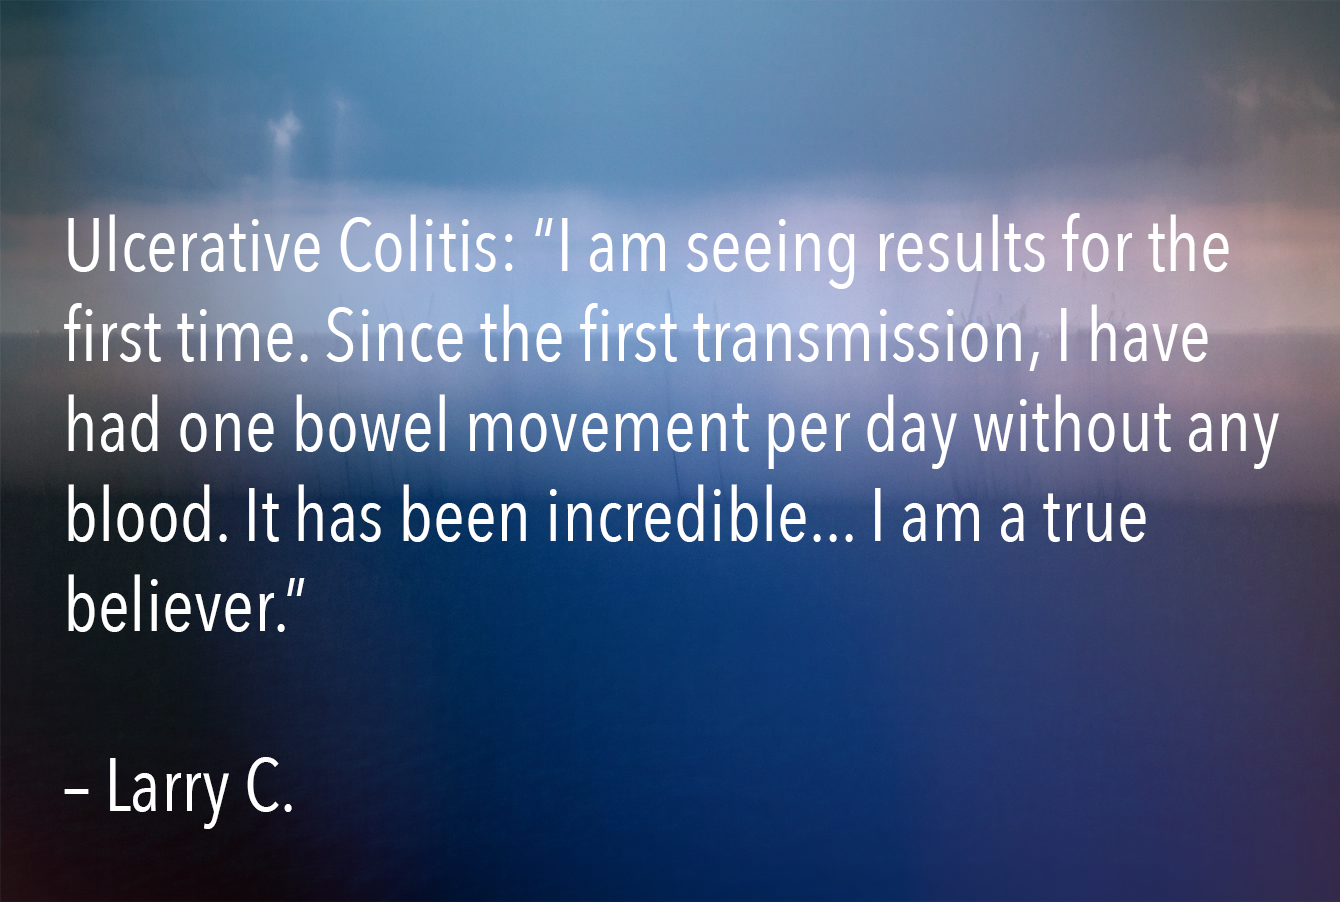 Ulcerative Colitis: “I am seeing results for the
first time. Since the first transmission, I have
had one bowel movement per day without any
blood. It has been incredible... I am a true
believer.“
– Larry C.